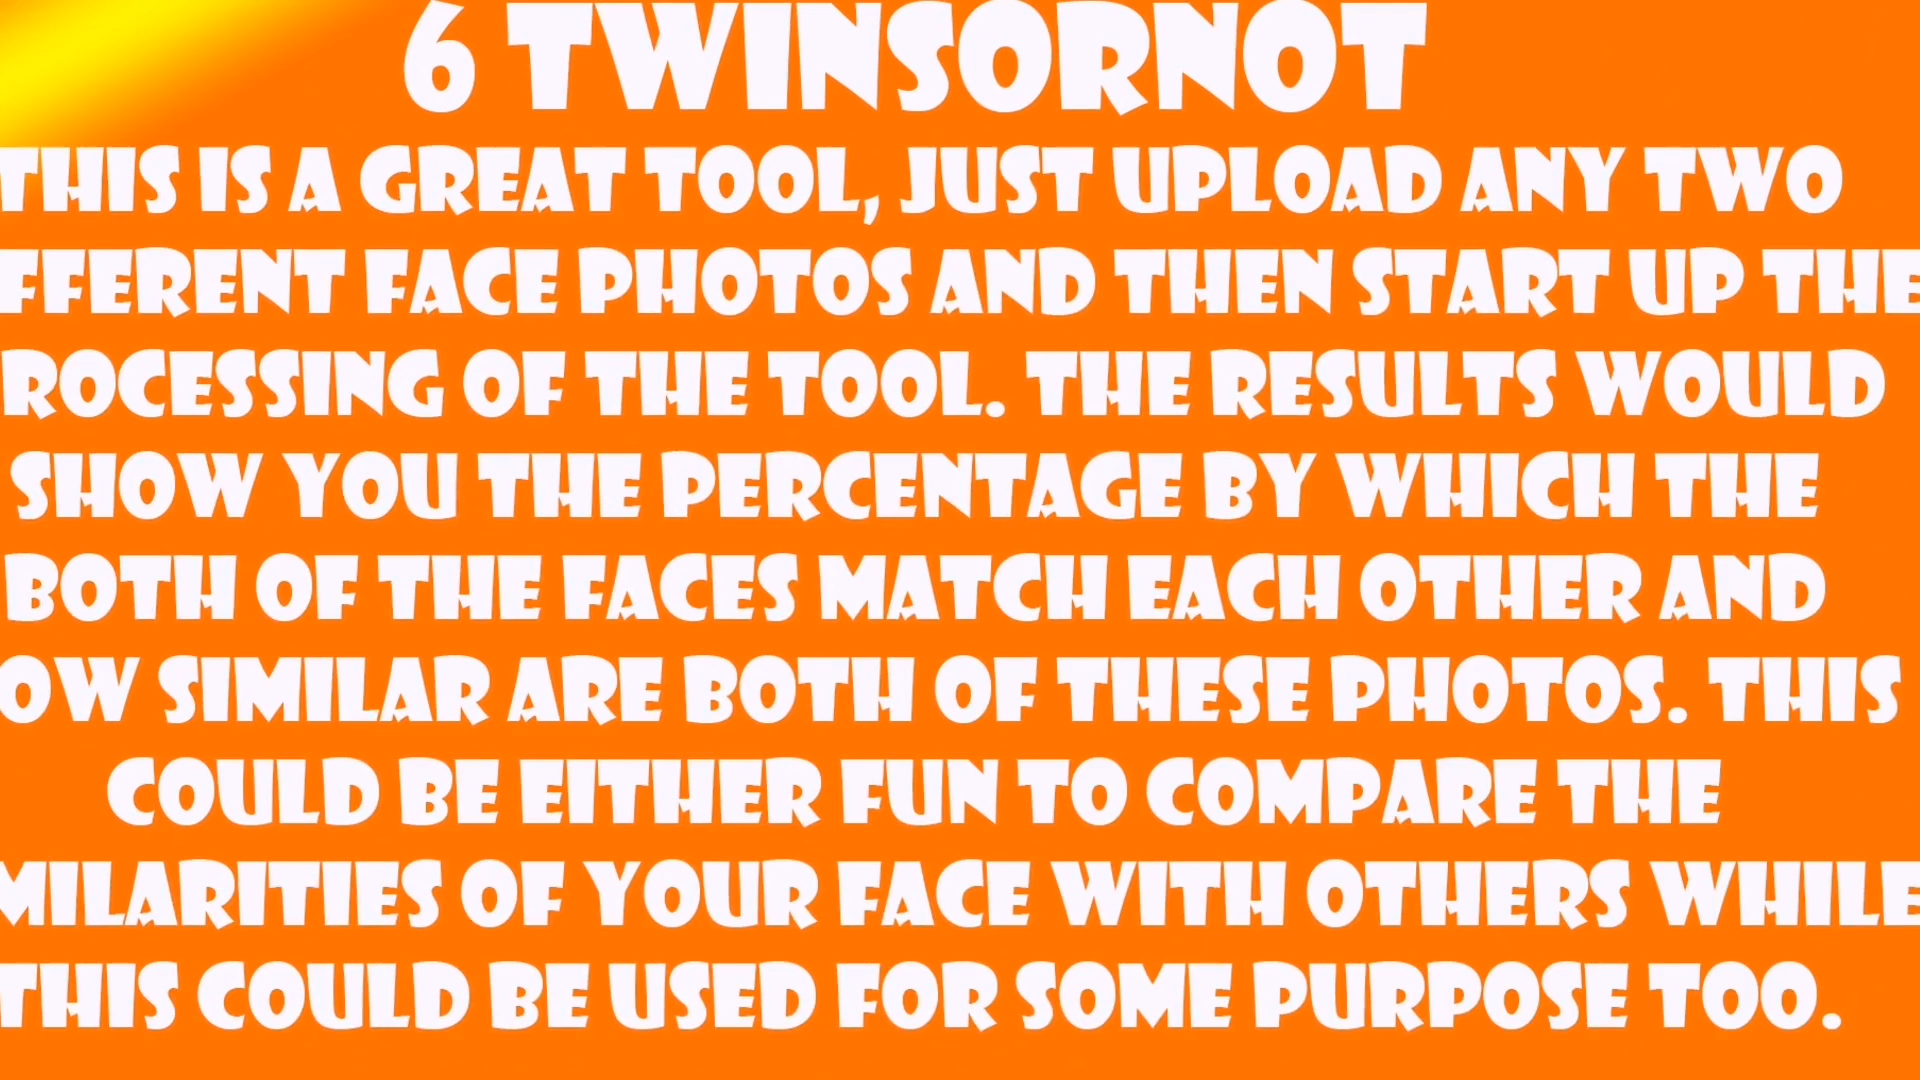 6 TWINSORNOT
THIS IS A GREAT TOOL, JUST UPLOAD ANY TWO
FFERENT FACE PHOTOS AND THEN START UP THE
ROCESSING OF THE TOOL. THE RESULTS WOULD
SHOW YOU THE PERCENTAGE BY WHICH THE
BOTH OF THE FACES MATCH EACH OTHER AND
OW SIMILAR ARE BOTH OF THESE PHOTOS. THIS
COULD BE EITHER FUN TO COMPARE THE
MILARITIES OF YOUR FACE WITH OTHERS WHILE
THIS COULD BE USED FOR SOME PURPOSE TOO.